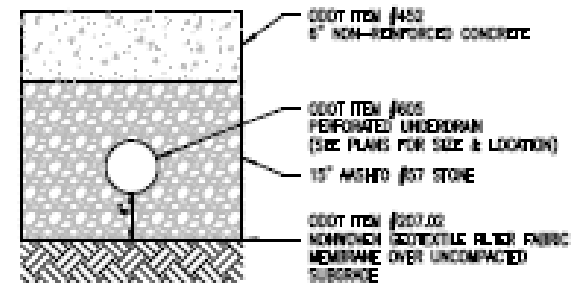 ODOT ITEM #452
6" NON-REINFORCED CONCRETE
ODOT ITEM #605
PERFORATED UNDERDRAIN
(SEE PLANS FOR SIZE & LOCATION)
15" AASHTO #57 STONE
ODOT ITEM #207.02
NONWOVEN GEOTEXTILE FILTER FABRIC
MEMBRANE OVER UNCOMPACTED
SUBGRADE